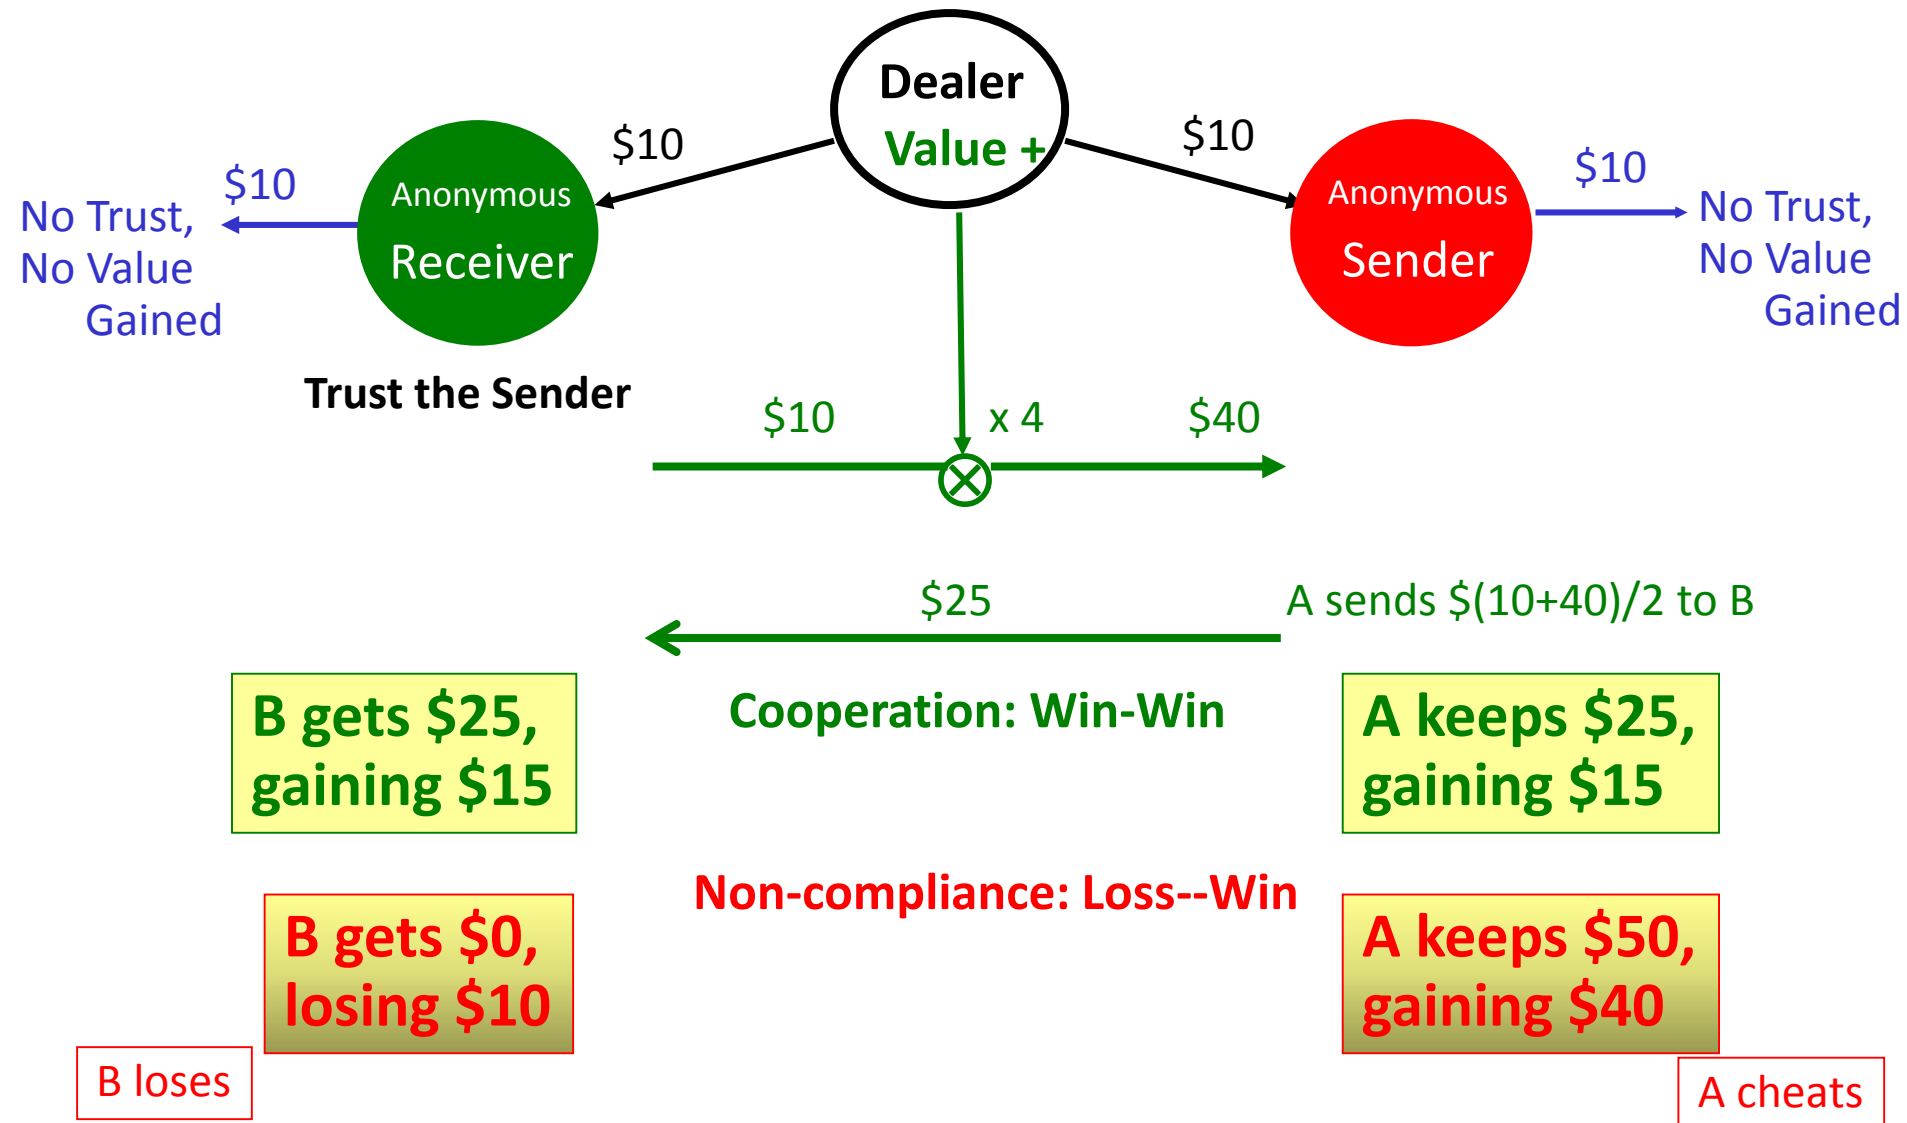 Dealer
Value +
$10
$10
$10
Anonymous
Receiver
No Trust,
No Value
Gained
Anonymous
Sender
$10
No Trust,
No Value
Gained
Trust the Sender
$10
x 4
$40
$25
A sends $(10+40)/2 to B
B gets $25,
gaining $15
Cooperation: Win-Win
A keeps $25,
gaining $15
Non-compliance: Loss--Win
B gets $0,
losing $10
A keeps $50,
gaining $40
B loses
A cheats